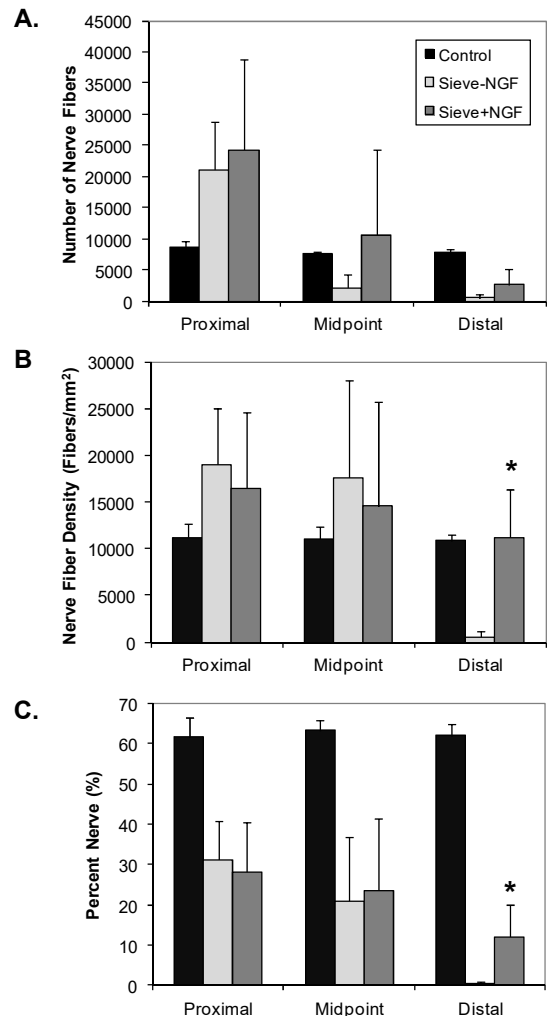 A.
45000
40000
35000
30000
25000
20000
15000
10000
5000
0
Number of Nerve Fibers
Control
Sieve-NGF
Sieve+NGF
Proximal Midpoint Distal
B
30000
25000
20000
15000
10000
5000
0
Nerve Fiber Density (Fibers/mm²)
*
Proximal Midpoint Distal
C.
70
60
50
40
30
20
10
0
Percent Nerve (%)
*
Proximal Midpoint Distal